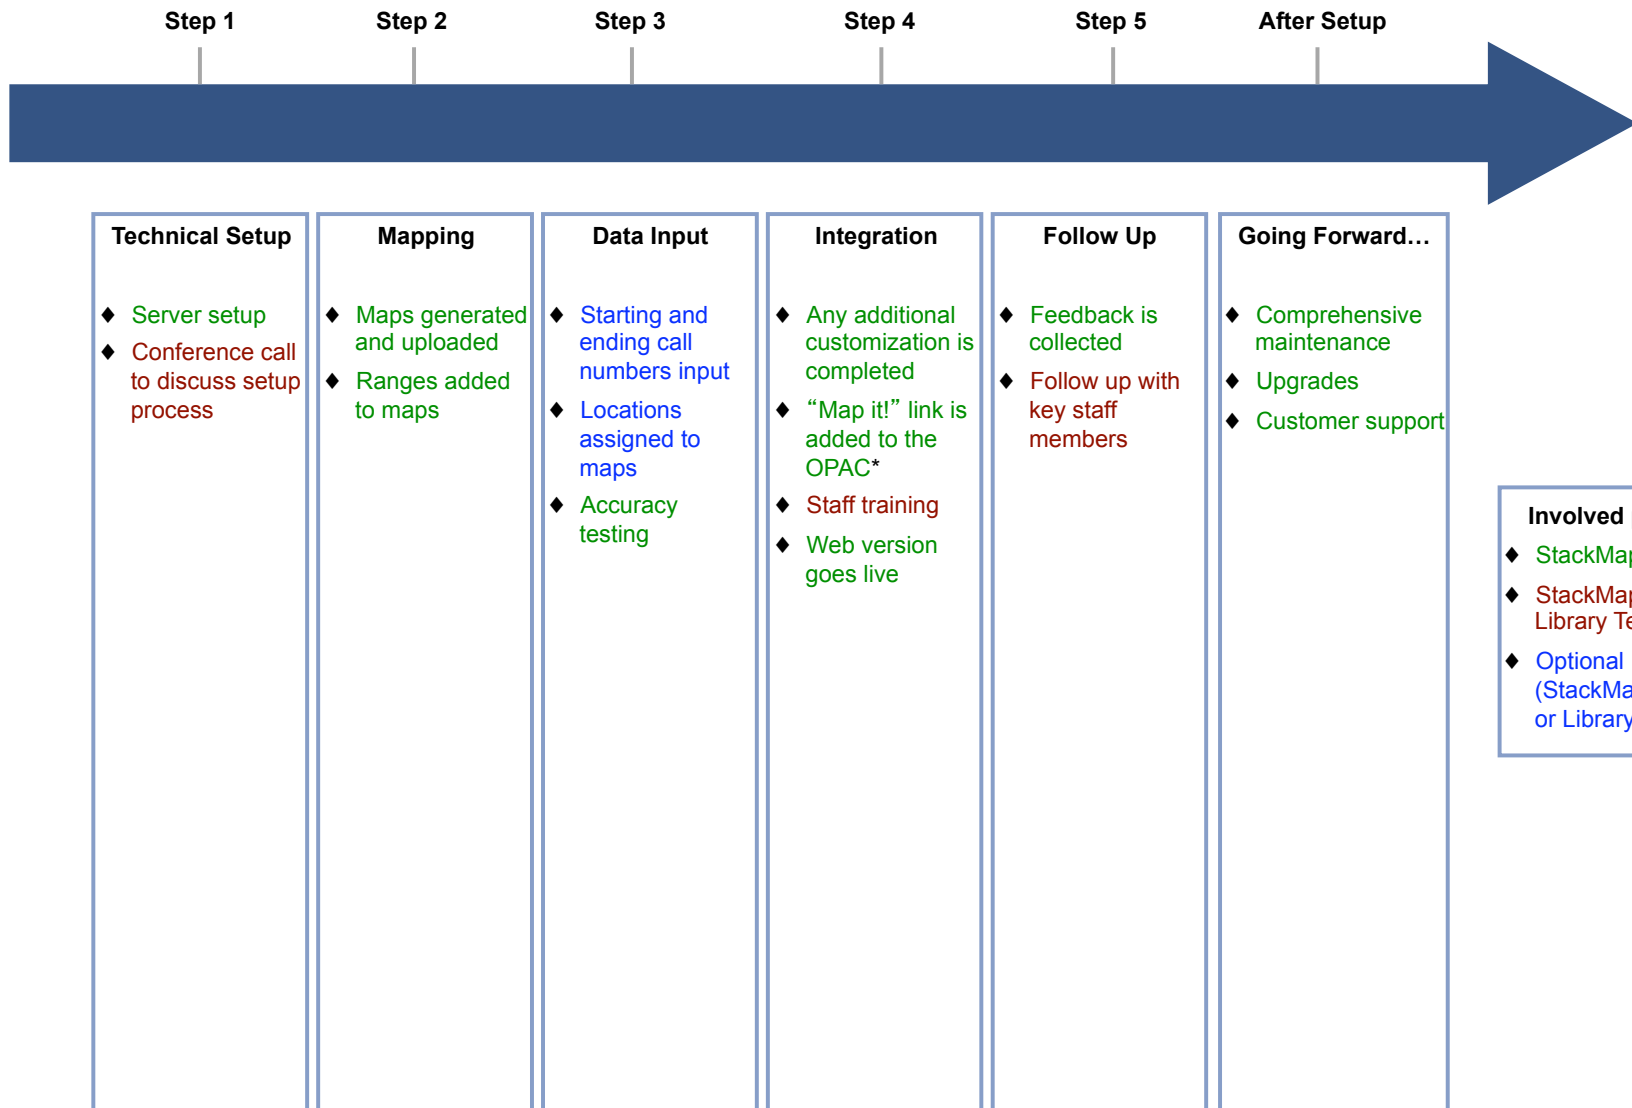 Step 1
Step 2
Step 3
Step 4
Step 5
After Setup
Technical Setup
♦ Server setup
♦ Conference call
to discuss setup
process
Mapping
♦ Maps generated
and uploaded
♦ Ranges added
to maps
Data Input
♦ Starting and
ending call
numbers input
♦ Locations
assigned to
maps
♦ Accuracy
testing
Integration
♦ Any additional
customization is
completed
♦ “Map it!” link is
added to the
OPAC*
♦ Staff training
♦ Web version
goes live
Follow Up
♦ Feedback is
collected
♦ Follow up with
key staff
members
Going Forward…
♦ Comprehensive
maintenance
♦ Upgrades
♦ Customer support
Involved
♦ StackMap
♦ StackMap
Library
♦ Optional
or Library